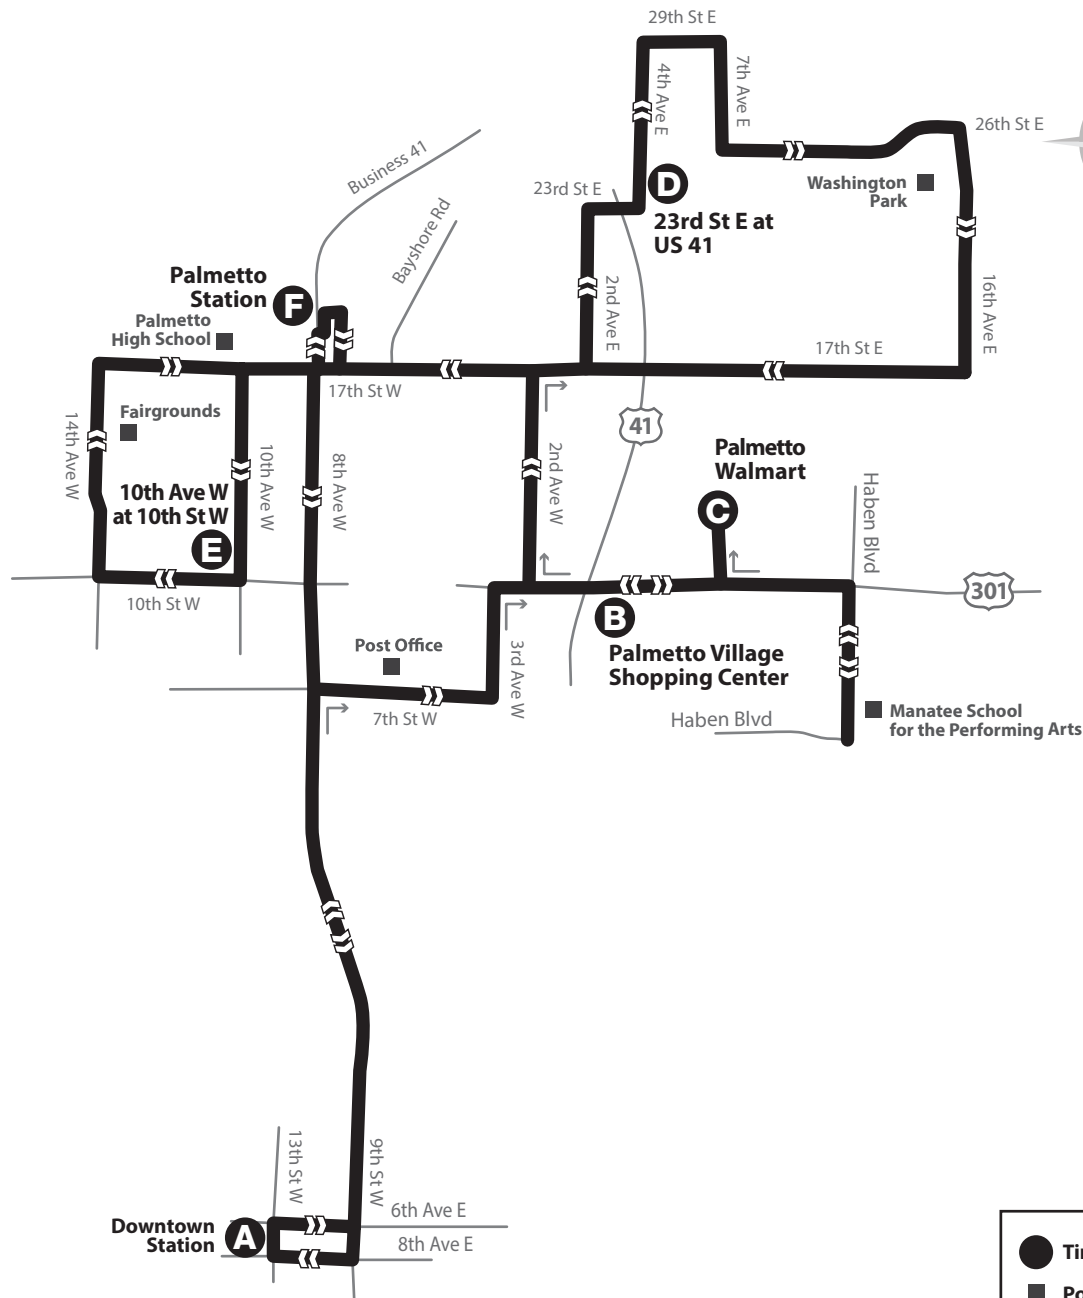 29th St E
4th Ave E
7th Ave E
26th St E
Business 41
Washington
Park
23rd St E
D
Bayshore Rd
23rd St E at
US 41
Palmetto
Station
F
2nd Ave E
16th Ave E
Palmetto
High School
17th St E
17th St W
Fairgrounds
14th Ave W
41
10th Ave W
8th Ave W
2nd Ave W
Palmetto
Walmart
Haben Blvd
10th Ave W
at 10th St W
C
E
10th St W
301
B
Post Office
3rd Ave W
Palmetto Village
Shopping Center
7th St W
Haben Blvd
Manatee School
for the Performing Arts
13th St W
9th St W
6th Ave E
Downtown
Station
A
8th Ave E